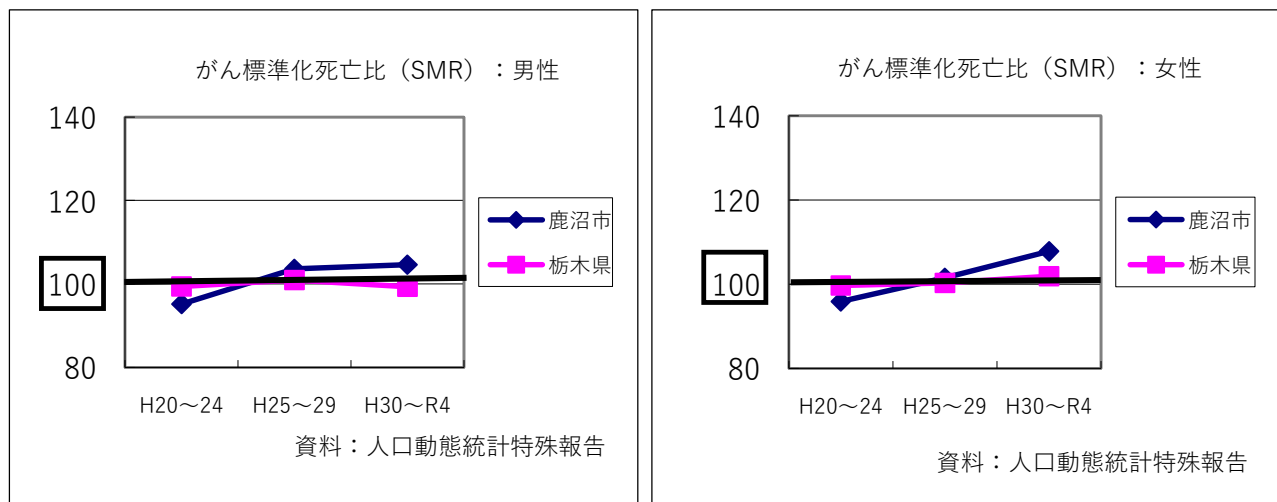 がん標準化死亡比（SMR）：男性
140
120
100
80
H20～24
H25～29
H30～R4
鹿沼市
栃木県
資料：人口動態統計特殊報告
がん標準化死亡比（SMR）：女性
140
120
100
80
H20～24
H25～29
H30～R4
鹿沼市
栃木県
資料：人口動態統計特殊報告